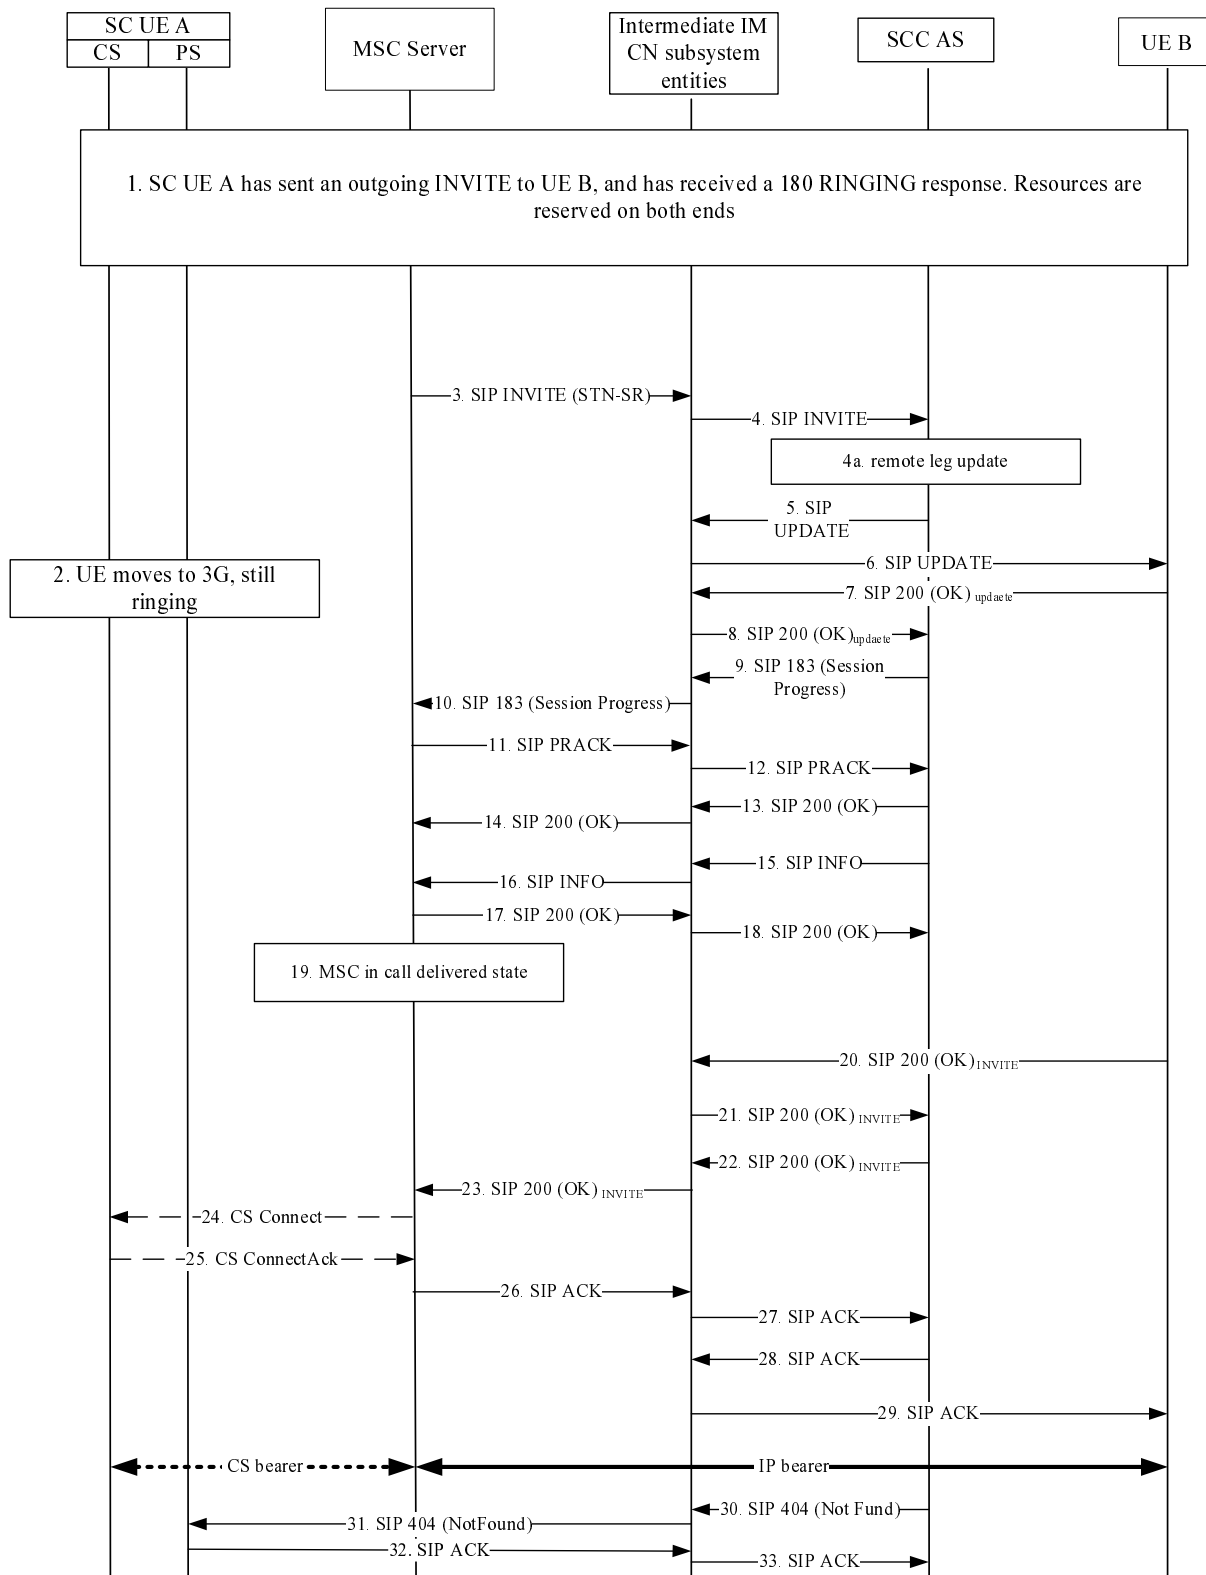 SC UE A
CS
PS
MSC Server
Intermediate IM
CN subsystem
entities
SCC AS
UE B
1. SC UE A has sent an outgoing INVITE to UE B, and has received a 180 RINGING response. Resources are
reserved on both ends
3. SIP INVITE (STN-SR)
4. SIP INVITE
4a. remote leg update
5. SIP
UPDATE
2. UE moves to 3G, still
ringing
6. SIP UPDATE
7. SIP 200 (OK) updaete
8. SIP 200 (OK)updaete
9. SIP 183 (Session
Progress)
10. SIP 183 (Session Progress)
11. SIP PRACK
12. SIP PRACK
13. SIP 200 (OK)
14. SIP 200 (OK)
15. SIP INFO
16. SIP INFO
17. SIP 200 (OK)
18. SIP 200 (OK)
19. MSC in call delivered state
20. SIP 200 (OK)INVITE
21. SIP 200 (OK) INVITE
22. SIP 200 (OK) INVITE
23. SIP 200 (OK) INVITE
24. CS Connect
25. CS ConnectAck
26. SIP ACK
27. SIP ACK
28. SIP ACK
29. SIP ACK
CS bearer
IP bearer
30. SIP 404 (Not Fund)
31. SIP 404 (NotFound)
32. SIP ACK
33. SIP ACK